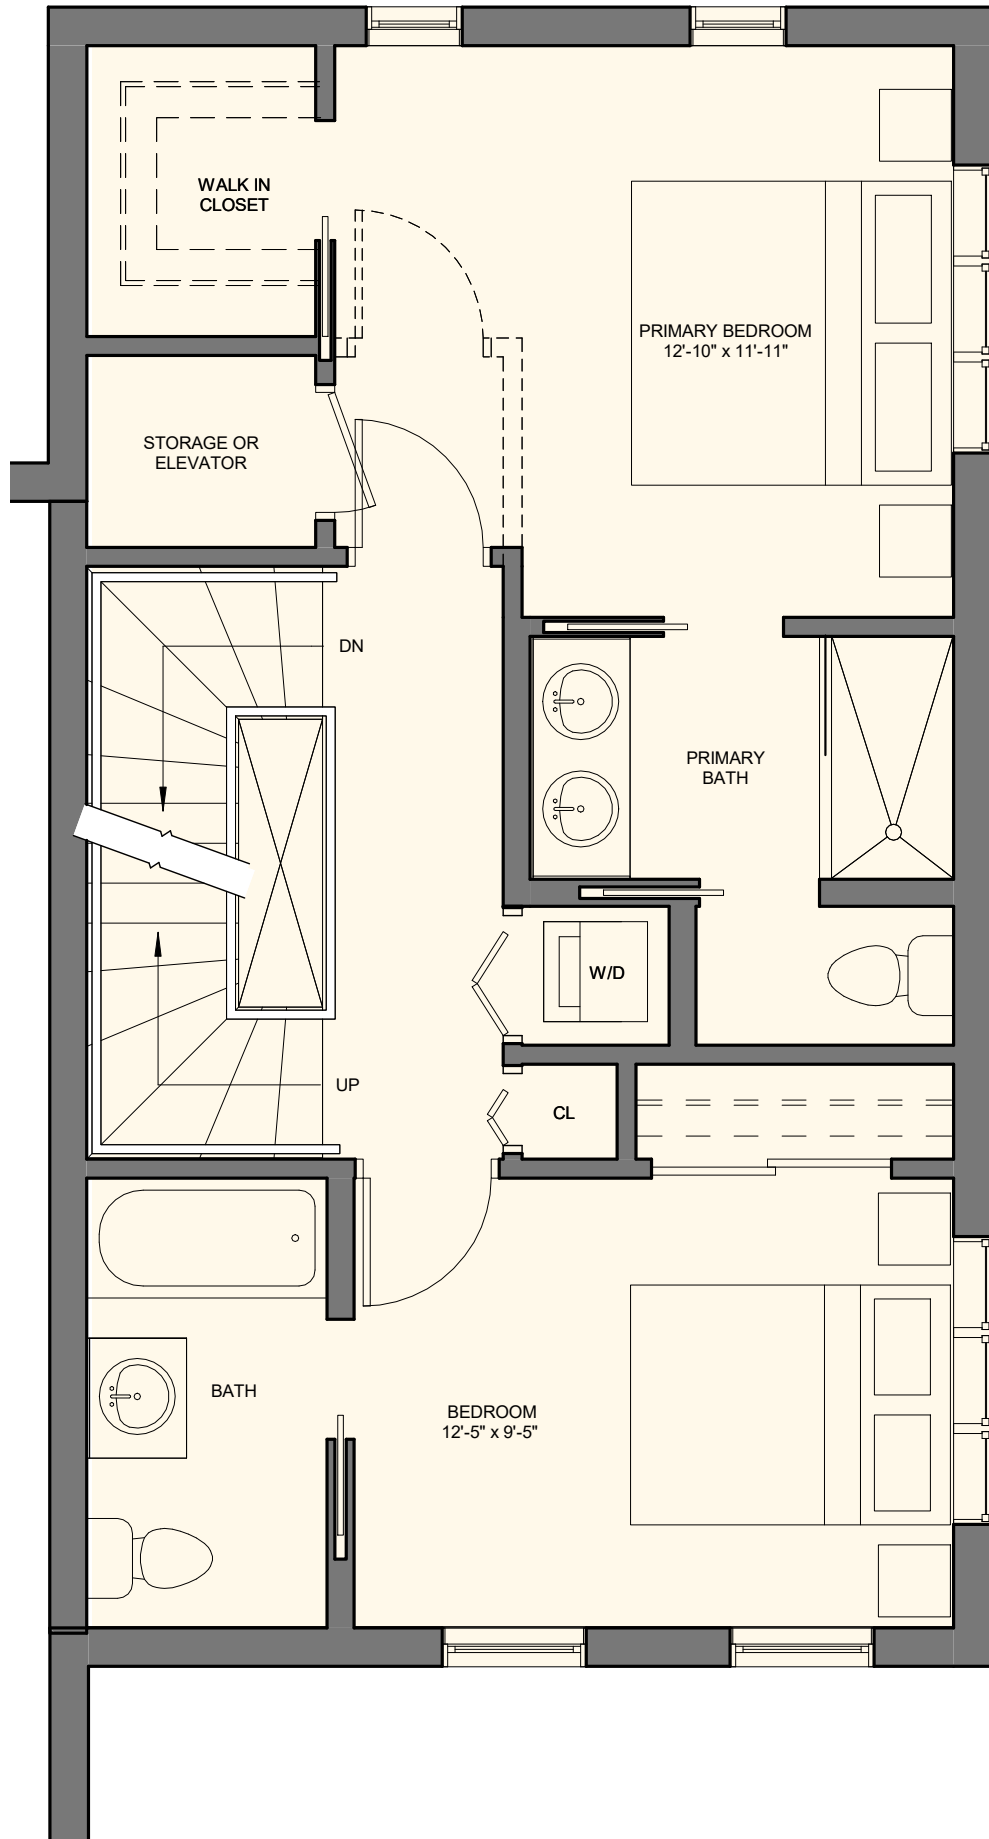 WALK IN
CLOSET
PRIMARY BEDROOM
12'-10" x 11'-11"
STORAGE OR
ELEVATOR
DN
PRIMARY
BATH
W/D
UP
CL
BATH
BEDROOM
12'-5" x 9'-5"